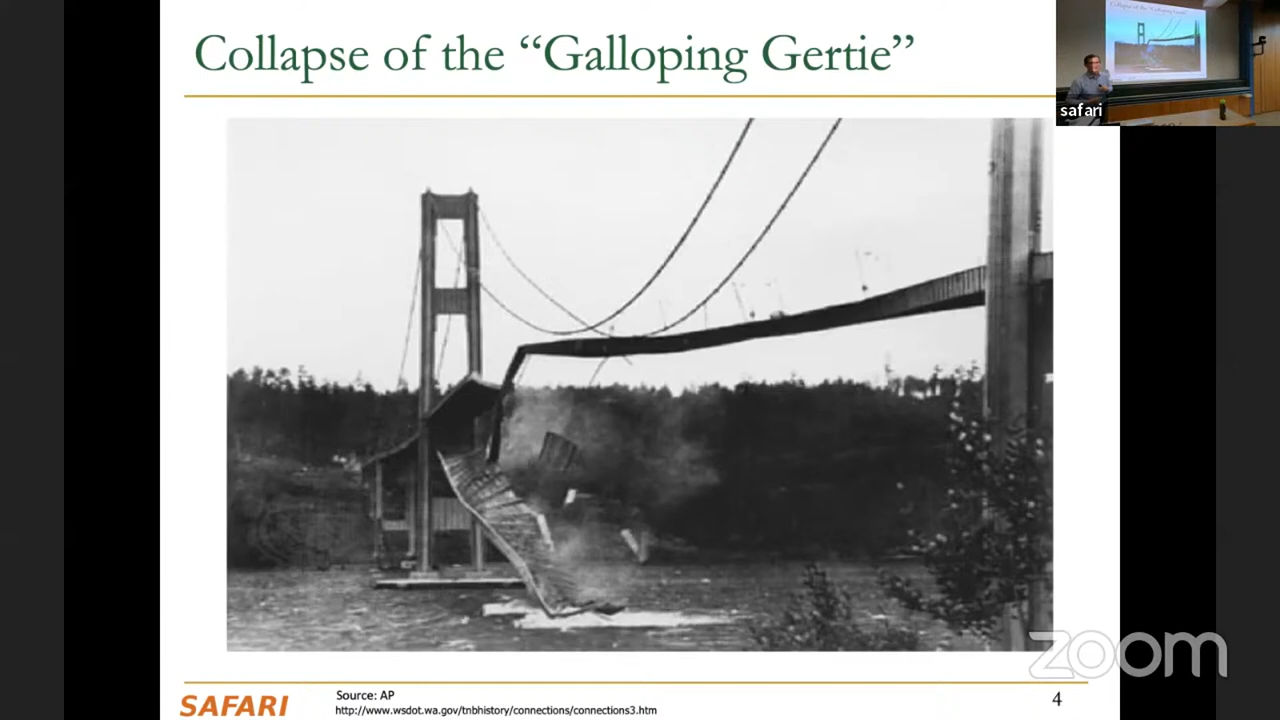 Collapse of the “Galloping Gertie”
safari
zoom
SAFARI
Source: AP
http://www.wsdot.wa.gov/tnbhistory/connections/connections3.htm
4